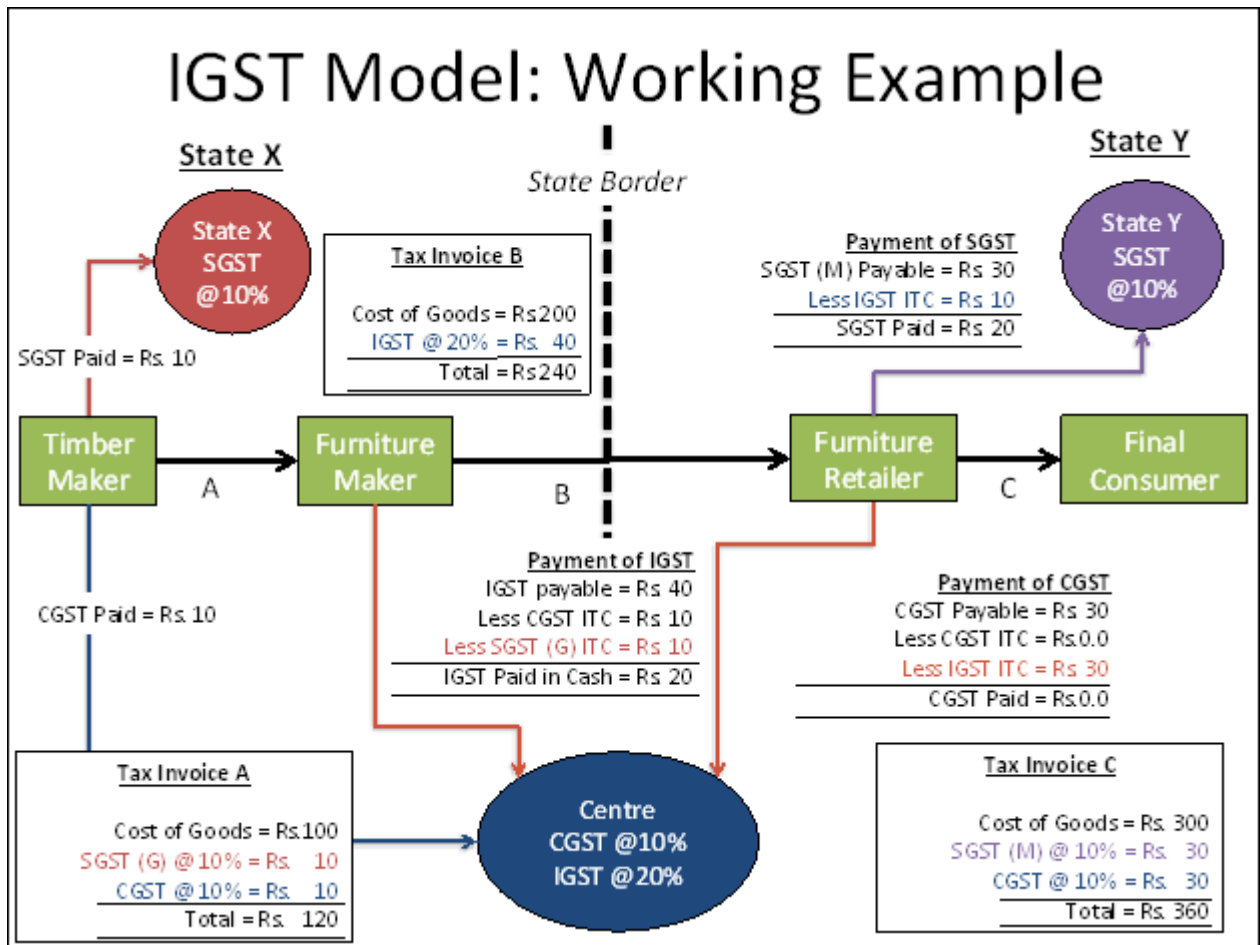 IGST Model: Working Example
State X
State Border
State Y
State X
SGST
@10%
Tax Invoice B
Cost of Goods = Rs.200
IGST @ 20% = Rs. 40
Total = Rs 240
Payment of SGST
SGST (M) Payable = Rs. 30
Less IGST ITC = Rs. 10
SGST Paid = Rs. 20
State Y
SGST
@10%
SGST Paid = Rs. 10
Timber
Maker
A
Furniture
Maker
B
Furniture
Retailer
C
Final
Consumer
CGST Paid = Rs. 10
Payment of IGST
IGST payable = Rs. 40
Less CGST ITC = Rs. 10
Less SGST (G) ITC = Rs. 10
IGST Paid in Cash = Rs. 20
Payment of CGST
CGST Payable = Rs. 30
Less CGST ITC = Rs.0.0
Less IGST ITC = Rs. 30
CGST Paid = Rs.0.0
Tax Invoice A
Cost of Goods = Rs.100
SGST (G) @ 10% = Rs. 10
CGST @ 10% = Rs. 10
Total = Rs. 120
Centre
CGST @10%
IGST @20%
Tax Invoice C
Cost of Goods = Rs. 300
SGST (M) @ 10% = Rs. 30
CGST @ 10% = Rs. 30
Total = Rs. 360